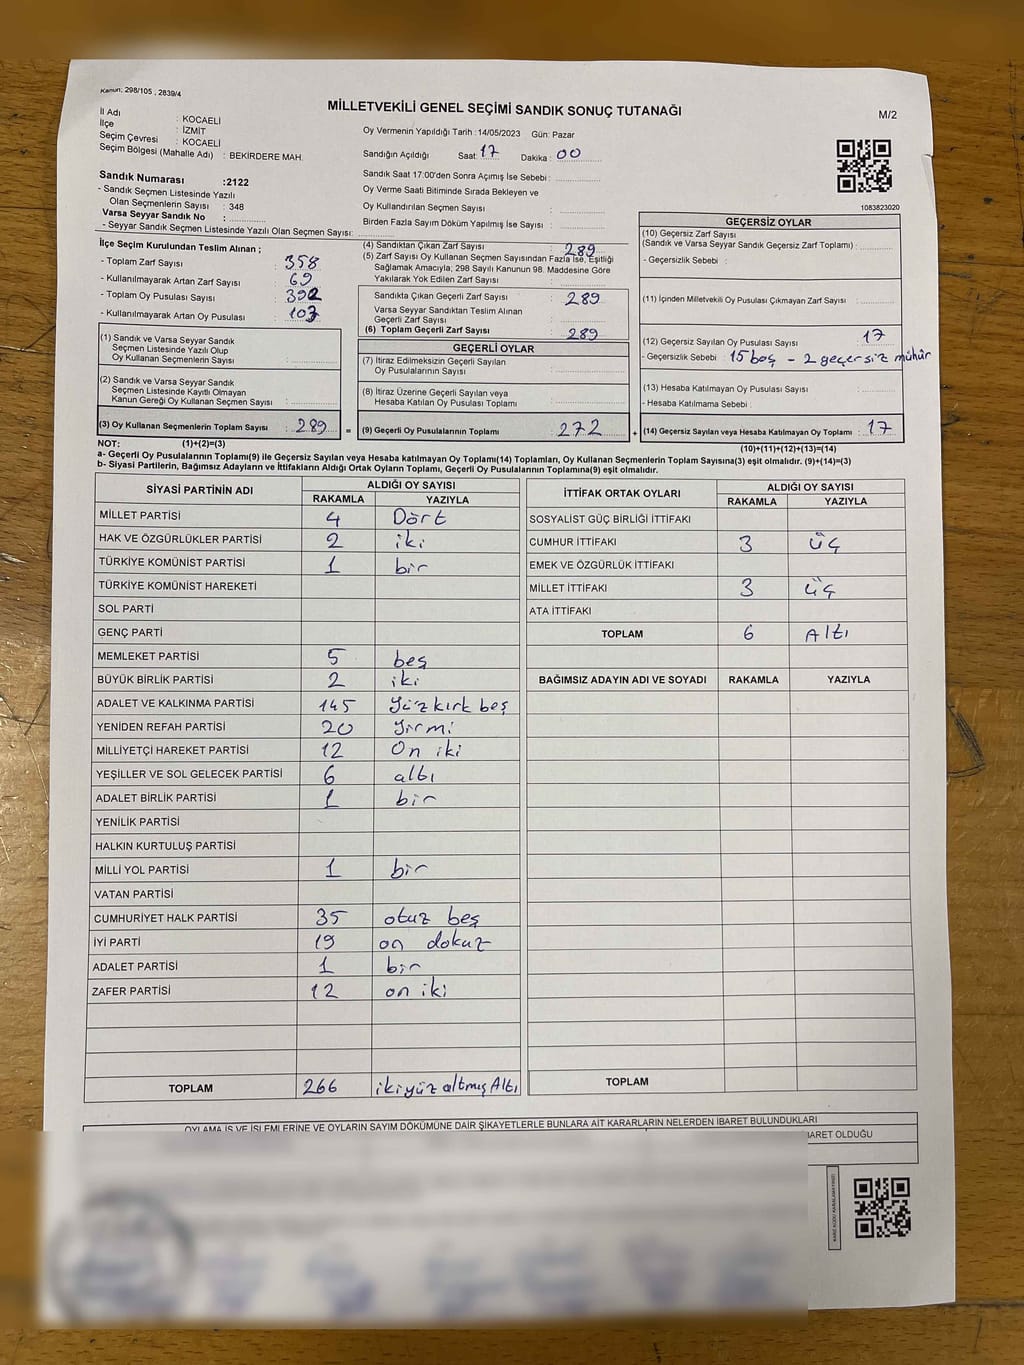 Kanun: 298/105 , 2839/4
MİLLETVEKİLİ GENEL SEÇİMİ SANDIK SONUÇ TUTANAĞI
M/2
İl Adı : KOCAELİ
İlçe : İZMİT
Seçim Çevresi : KOCAELİ
Seçim Bölgesi (Mahalle Adı) : BEKİRDERE MAH.
Oy Vermenin Yapıldığı Tarih : 14/05/2023 Gün: Pazar
Sandığın Açıldığı Saat: 17 Dakika : 00
Sandık Saat 17:00'den Sonra Açımış İse Sebebi :
Oy Verme Saati Bitiminde Sırada Bekleyen ve
Oy Kullandırılan Seçmen Sayısı :
Birden Fazla Sayım Döküm Yapılmış İse Sayısı :
1083823020
Sandık Numarası :2122
- Sandık Seçmen Listesinde Yazılı
Olan Seçmenlerin Sayısı : 348
Varsa Seyyar Sandık No :
- Seyyar Sandık Seçmen Listesinde Yazılı Olan Seçmen Sayısı:
İlçe Seçim Kurulundan Teslim Alınan ;
- Toplam Zarf Sayısı : 358
- Kullanılmayarak Artan Zarf Sayısı : 69
- Toplam Oy Pusulası Sayısı : 392
- Kullanılmayarak Artan Oy Pusulası : 103
(1) Sandık ve Varsa Seyyar Sandık
Seçmen Listesinde Yazılı Olup
Oy Kullanan Seçmenlerin Sayısı :
(2) Sandık ve Varsa Seyyar Sandık
Seçmen Listesinde Kayıtlı Olmayan
Kanun Gereği Oy Kullanan Seçmen Sayısı :
(3) Oy Kullanan Seçmenlerin Toplam Sayısı : 289 =
(4) Sandıktan Çıkan Zarf Sayısı : 289
(5) Zarf Sayısı Oy Kullanan Seçmen Sayısından Fazla İse, Eşitliği
Sağlamak Amacıyla, 298 Sayılı Kanunun 98. Maddesine Göre
Yakılarak Yok Edilen Zarf Sayısı :
Sandıkta Çıkan Geçerli Zarf Sayısı : 289
Varsa Seyyar Sandıktan Teslim Alınan
Geçerli Zarf Sayısı :
(6) Toplam Geçerli Zarf Sayısı : 289
GEÇERLİ OYLAR
(7) İtiraz Edilmeksizin Geçerli Sayılan
Oy Pusulalarının Sayısı :
(8) İtiraz Üzerine Geçerli Sayılan veya
Hesaba Katılan Oy Pusulası Toplamı :
(9) Geçerli Oy Pusulalarının Toplamı : 272 +
GEÇERSİZ OYLAR
(10) Geçersiz Zarf Sayısı
(Sandık ve Varsa Seyyar Sandık Geçersiz Zarf Toplamı) :
- Geçersizlik Sebebi :
(11) İçinden Milletvekili Oy Pusulası Çıkmayan Zarf Sayısı :
(12) Geçersiz Sayılan Oy Pusulası Sayısı : 17
- Geçersizlik Sebebi : 15 boş - 2 geçersiz mühür
(13) Hesaba Katılmayan Oy Pusulası Sayısı :
- Hesaba Katılmama Sebebi :
(14) Geçersiz Sayılan veya Hesaba Katılmayan Oy Toplamı : 17
NOT: (1)+(2)=(3)
(10)+(11)+(12)+(13)=(14)
a- Geçerli Oy Pusulalarının Toplamı(9) ile Geçersiz Sayılan veya Hesaba katılmayan Oy Toplamı(14) Toplamları, Oy Kullanan Seçmenlerin Toplam Sayısına(3) eşit olmalıdır. (9)+(14)=(3)
b- Siyasi Partilerin, Bağımsız Adayların ve İttifakların Aldığı Ortak Oyların Toplamı, Geçerli Oy Pusulalarının Toplamına(9) eşit olmalıdır.
SİYASİ PARTİNİN ADI ALDIĞI OY SAYISI
RAKAMLA YAZIYLA
MİLLET PARTİSİ 4 Dört
HAK VE ÖZGÜRLÜKLER PARTİSİ 2 iki
TÜRKİYE KOMÜNİST PARTİSİ 1 bir
TÜRKİYE KOMÜNİST HAREKETİ
SOL PARTİ
GENÇ PARTİ
MEMLEKET PARTİSİ 5 beş
BÜYÜK BİRLİK PARTİSİ 2 iki
ADALET VE KALKINMA PARTİSİ 145 Yüzkırk beş
YENİDEN REFAH PARTİSİ 20 Yirmi
MİLLİYETÇİ HAREKET PARTİSİ 12 On iki
YEŞİLLER VE SOL GELECEK PARTİSİ 6 altı
ADALET BİRLİK PARTİSİ 1 bir
YENİLİK PARTİSİ
HALKIN KURTULUŞ PARTİSİ
MİLLİ YOL PARTİSİ 1 bir
VATAN PARTİSİ
CUMHURİYET HALK PARTİSİ 35 otuz beş
İYİ PARTİ 19 on dokuz
ADALET PARTİSİ 1 bir
ZAFER PARTİSİ 12 on iki
TOPLAM 266 ikiyüz altmış Altı
İTTİFAK ORTAK OYLARI ALDIĞI OY SAYISI
RAKAMLA YAZIYLA
SOSYALİST GÜÇ BİRLİĞİ İTTİFAKI
CUMHUR İTTİFAKI 3 üç
EMEK VE ÖZGÜRLÜK İTTİFAKI
MİLLET İTTİFAKI 3 üç
ATA İTTİFAKI
TOPLAM 6 Altı
BAĞIMSIZ ADAYIN ADI VE SOYADI RAKAMLA YAZIYLA
TOPLAM
OYLAMA İŞ VE İŞLEMLERİNE VE OYLARIN SAYIM DÖKÜMÜNE DAİR ŞİKAYETLERLE BUNLARA AİT KARARLARIN NELERDEN İBARET BULUNDUKLARI
BARET OLDUĞU